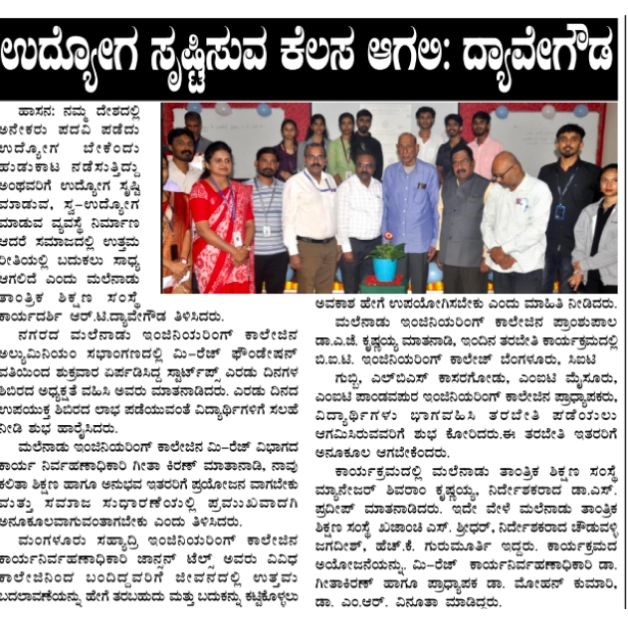 ಉದ್ಯೋಗ ಸೃಷ್ಟಿಸುವ ಕೆಲಸ ಆಗಲಿ: ದ್ಯಾವೇಗೌಡ
ಹಾಸನ: ನಮ್ಮ ದೇಶದಲ್ಲಿ
ಅನೇಕರು ಪದವಿ ಪಡೆದು
ಉದ್ಯೋಗ ಬೇಕೆಂದು
ಹುಡುಕಾಟ ನಡೆಸುತ್ತಿದ್ದು
ಅಂಥವರಿಗೆ ಉದ್ಯೋಗ ಸೃಷ್ಟಿ
ಮಾಡುವ, ಸ್ವ-ಉದ್ಯೋಗ
ಮಾಡುವ ವ್ಯವಸ್ಥೆ ನಿರ್ಮಾಣ
ಆದರೆ ಸಮಾಜದಲ್ಲಿ ಉತ್ತಮ
ರೀತಿಯಲ್ಲಿ ಬದುಕಲು ಸಾಧ್ಯ
ಆಗಲಿದೆ ಎಂದು ಮಲೆನಾಡು
ತಾಂತ್ರಿಕ ಶಿಕ್ಷಣ ಸಂಸ್ಥೆ
ಕಾರ್ಯದರ್ಶಿ ಆರ್.ಟಿ.ದ್ಯಾವೇಗೌಡ ತಿಳಿಸಿದರು.
ನಗರದ ಮಲೆನಾಡು ಇಂಜಿನಿಯರಿಂಗ್ ಕಾಲೇಜಿನ
ಅಲ್ಯುಮಿನಿಯಂ ಸಭಾಂಗಣದಲ್ಲಿ ಮಿ-ರೆಜ್ ಫೌಂಡೇಷನ್
ವತಿಯಿಂದ ಶುಕ್ರವಾರ ಏರ್ಪಡಿಸಿದ್ದ ಸ್ಟಾರ್ಟ್‌ಪ್ಸ್ ಎರಡು ದಿನಗಳ
ಶಿಬಿರದ ಅಧ್ಯಕ್ಷತೆ ವಹಿಸಿ ಅವರು ಮಾತನಾಡಿದರು. ಎರಡು ದಿನದ
ಉಪಯುಕ್ತ ಶಿಬಿರದ ಲಾಭ ಪಡೆಯುವಂತೆ ವಿದ್ಯಾರ್ಥಿಗಳಿಗೆ ಸಲಹೆ
ನೀಡಿ ಶುಭ ಹಾರೈಸಿದರು.
ಮಲೆನಾಡು ಇಂಜಿನಿಯರಿಂಗ್ ಕಾಲೇಜಿನ ಮಿ-ರೆಜ್ ವಿಭಾಗದ
ಕಾರ್ಯ ನಿರ್ವಹಣಾಧಿಕಾರಿ ಗೀತಾ ಕಿರಣ್ ಮಾತಾನಾಡಿ, ನಾವು
ಕಲಿತಾ ಶಿಕ್ಷಣ ಹಾಗೂ ಅನುಭವ ಇತರರಿಗೆ ಪ್ರಯೋಜನ ವಾಗಬೇಕು
ಮತ್ತು ಸಮಾಜ ಸುಧಾರಣೆಯಲ್ಲಿ ಪ್ರಮುಖವಾದಗಿ
ಅನೂಕೂಲವಾಗುವಂತಾಗಬೇಕು ಎಂದು ತಿಳಿಸಿದರು.
ಮಂಗಳೂರು ಸಹ್ಯಾದ್ರಿ ಇಂಜಿನಿಯರಿಂಗ್ ಕಾಲೇಜಿನ
ಕಾರ್ಯನಿರ್ವಹಣಾಧಿಕಾರಿ ಜಾನ್ಸನ್ ಟೆಲ್ಸ್ ಅವರು ವಿವಿಧ
ಕಾಲೇಜಿನಿಂದ ಬಂದಿದ್ದವರಿಗೆ ಜೀವನದಲ್ಲಿ ಉತ್ತಮ
ಬದಲಾವಣೆಯನ್ನು ಹೇಗೆ ತರಬಹುದು ಮತ್ತು ಬದುಕನ್ನು ಕಟ್ಟಿಕೊಳ್ಳಲು
ಅವಕಾಶ ಹೇಗೆ ಉಪಯೋಗಿಸಬೇಕು ಎಂದು ಮಾಹಿತಿ ನೀಡಿದರು.
ಮಲೆನಾಡು ಇಂಜಿನಿಯರಿಂಗ್ ಕಾಲೇಜಿನ ಪ್ರಾಂಶುಪಾಲ
ಡಾ.ಎ.ಜೆ. ಕೃಷ್ಣಯ್ಯ ಮಾತನಾಡಿ, ಇಂದಿನ ತರಬೇತಿ ಕಾರ್ಯಕ್ರಮದಲ್ಲಿ
ಬಿ.ಐ.ಟಿ. ಇಂಜಿನಿಯರಿಂಗ್ ಕಾಲೇಜ್ ಬೆಂಗಳೂರು, ಸಿಐಟಿ
ಗುಬ್ಬಿ, ಎಲ್‌ಬಿಎಸ್ ಕಾಸರಗೋಡು, ಎಂಐಟಿ ಮೈಸೂರು,
ಎಂಐಟಿ ಪಾಂಡವಪುರ ಇಂಜಿನಿಯರಿಂಗ್ ಕಾಲೇಜಿನ ಪ್ರಾಧ್ಯಾಪಕರು,
ವಿದ್ಯಾರ್ಥಿಗಳು ಭಾಗವಹಿಸಿ ತರಬೇತಿ ಪಡೆಯಲು
ಆಗಮಿಸಿರುವವರಿಗೆ ಶುಭ ಕೋರಿದರು.ಈ ತರಬೇತಿ ಇತರರಿಗೆ
ಅನೂಕೂಲ ಆಗಬೇಕೆಂದರು.
ಕಾರ್ಯಕ್ರಮದಲ್ಲಿ ಮಲೆನಾಡು ತಾಂತ್ರಿಕ ಶಿಕ್ಷಣ ಸಂಸ್ಥೆ
ಮ್ಯಾನೇಜರ್ ಶಿವರಾಂ ಕೃಷ್ಣಯ್ಯ, ನಿರ್ದೇಶಕರಾದ ಡಾ.ಎಸ್.
ಪ್ರದೀಪ್ ಮಾತನಾಡಿದರು. ಇದೇ ವೇಳೆ ಮಲೆನಾಡು ತಾಂತ್ರಿಕ
ಶಿಕ್ಷಣ ಸಂಸ್ಥೆ ಖಜಾಂಚಿ ಎಸ್. ಶ್ರೀಧರ್, ನಿರ್ದೇಶಕರಾದ ಚೌಡುವಳ್ಳಿ
ಜಗದೀಶ್, ಹೆಚ್.ಕೆ. ಗುರುಮೂರ್ತಿ ಇದ್ದರು. ಕಾರ್ಯಕ್ರಮದ
ಅಯೋಜನೆಯನ್ನು ಮಿ-ರೆಜ್ ಕಾರ್ಯನಿರ್ವಹಣಾಧಿಕಾರಿ ಡಾ.
ಗೀತಾಕಿರಣ್ ಹಾಗೂ ಪ್ರಾಧ್ಯಾಪಕ ಡಾ. ಮೋಹನ್ ಕುಮಾರಿ,
ಡಾ. ಎಂ.ಆರ್. ವಿನೂತಾ ಮಾಡಿದ್ದರು.